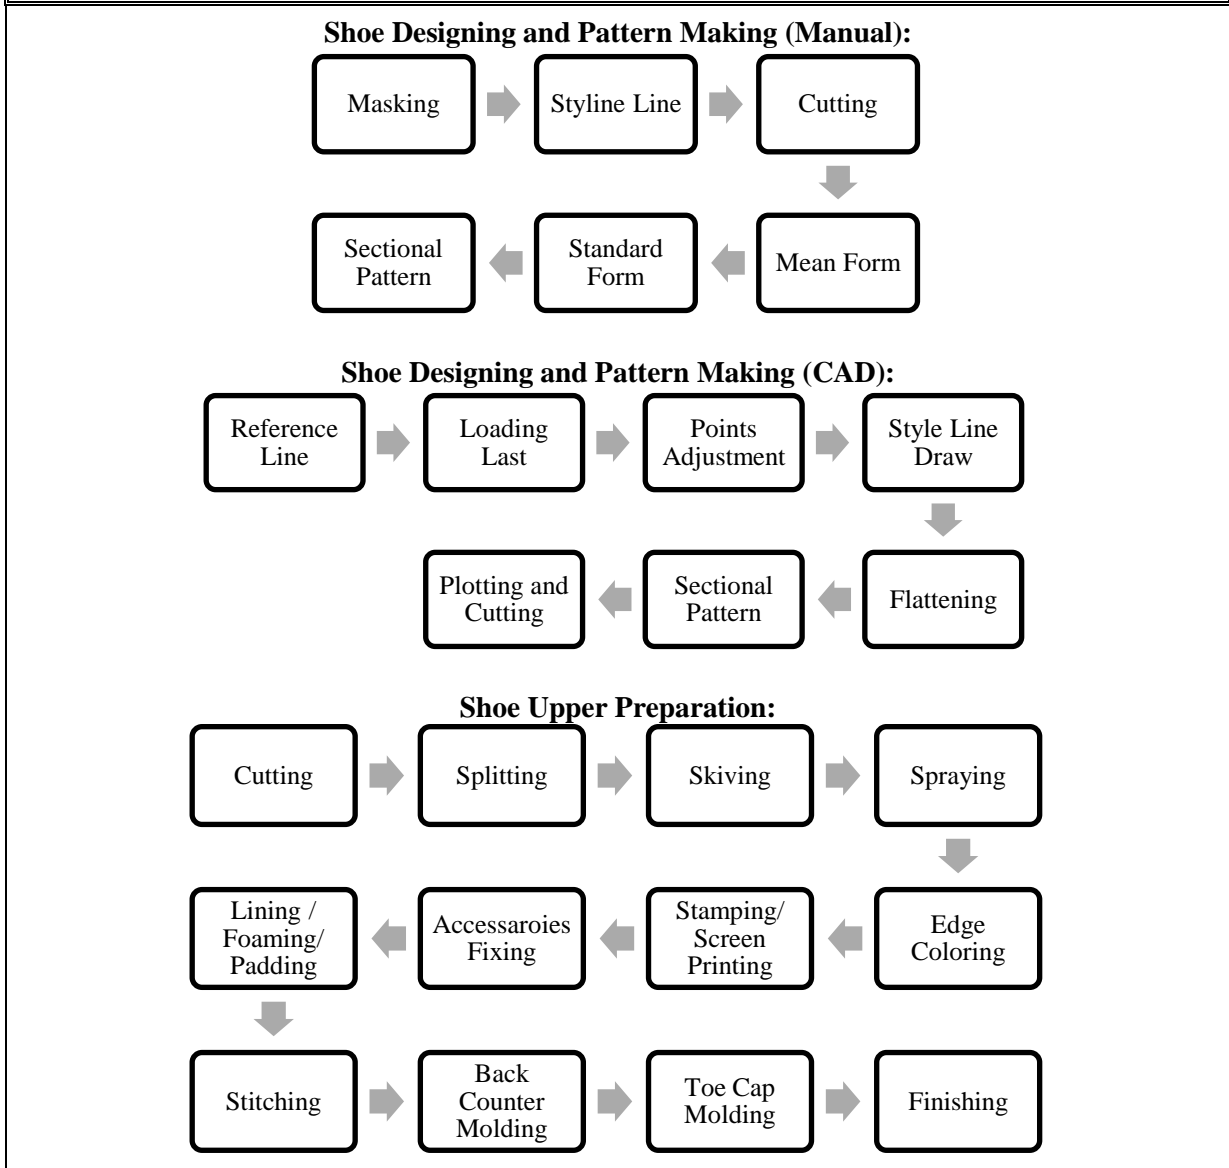 Shoe Designing and Pattern Making (Manual):
Masking
Styline Line
Cutting
Mean Form
Standard
Form
Sectional
Pattern
Shoe Designing and Pattern Making (CAD):
Reference
Line
Loading
Last
Points
Adjustment
Style Line
Draw
Flattening
Sectional
Pattern
Plotting and
Cutting
Shoe Upper Preparation:
Cutting
Splitting
Skiving
Spraying
Edge
Coloring
Stamping/
Screen
Printing
Accessaroies
Fixing
Lining /
Foaming/
Padding
Stitching
Back
Counter
Molding
Toe Cap
Molding
Finishing